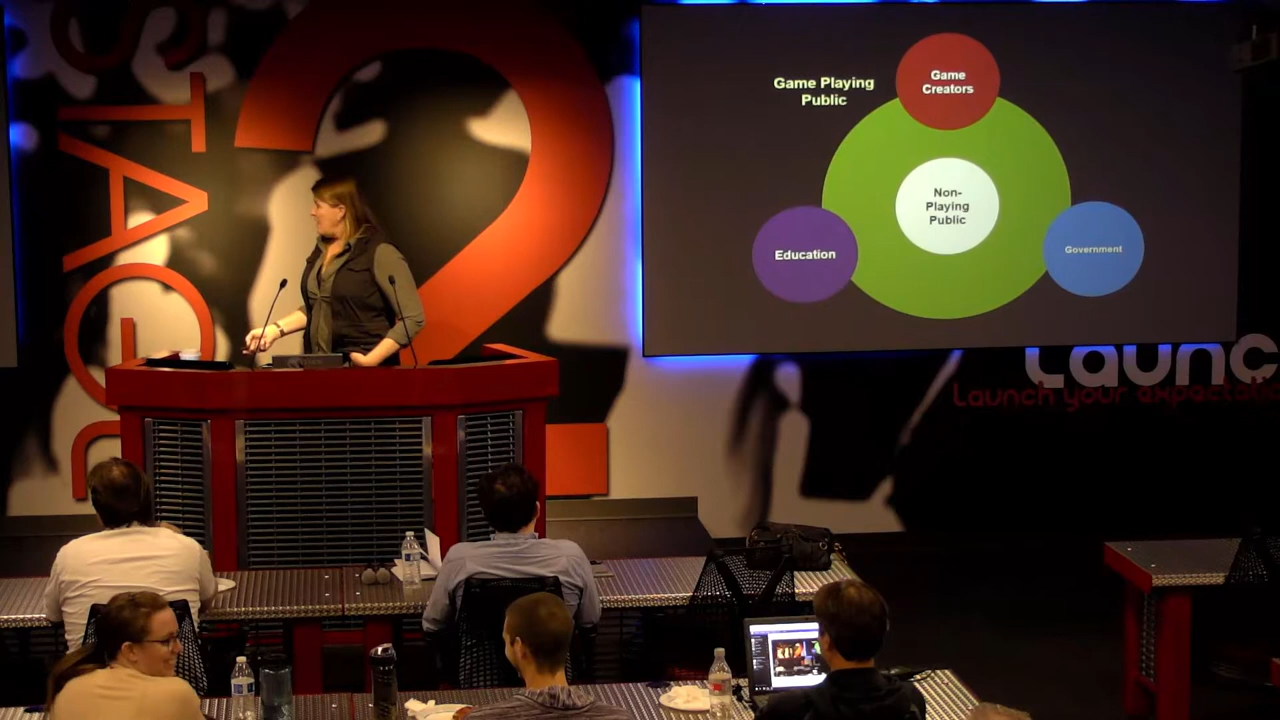 STAGE
2
Game Playing
Public
Game
Creators
Non-
Playing
Public
Education
Government
Launc
Launch your expectatio